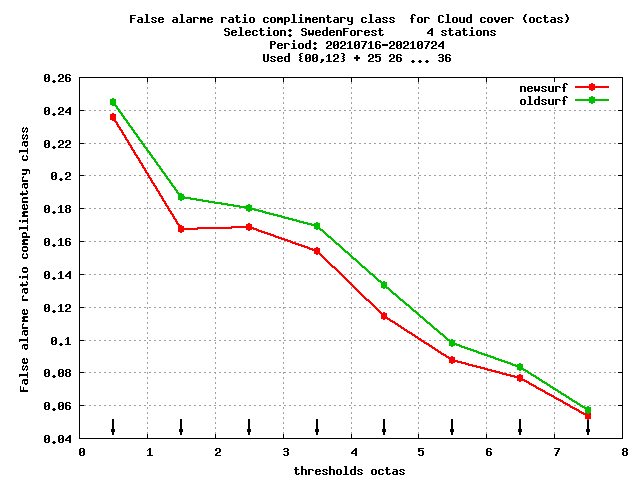 False alarme ratio complimentary class  for Cloud cover (octas)
Selection: SwedenForest      4 stations
Period: 20210716-20210724
Used {00,12} + 25 26 ... 36
newsurf
oldsurf
0.26
0.24
0.22
0.2
0.18
0.16
0.14
0.12
0.1
0.08
0.06
0.04
False alarme ratio complimentary class
0 1 2 3 4 5 6 7 8
thresholds octas